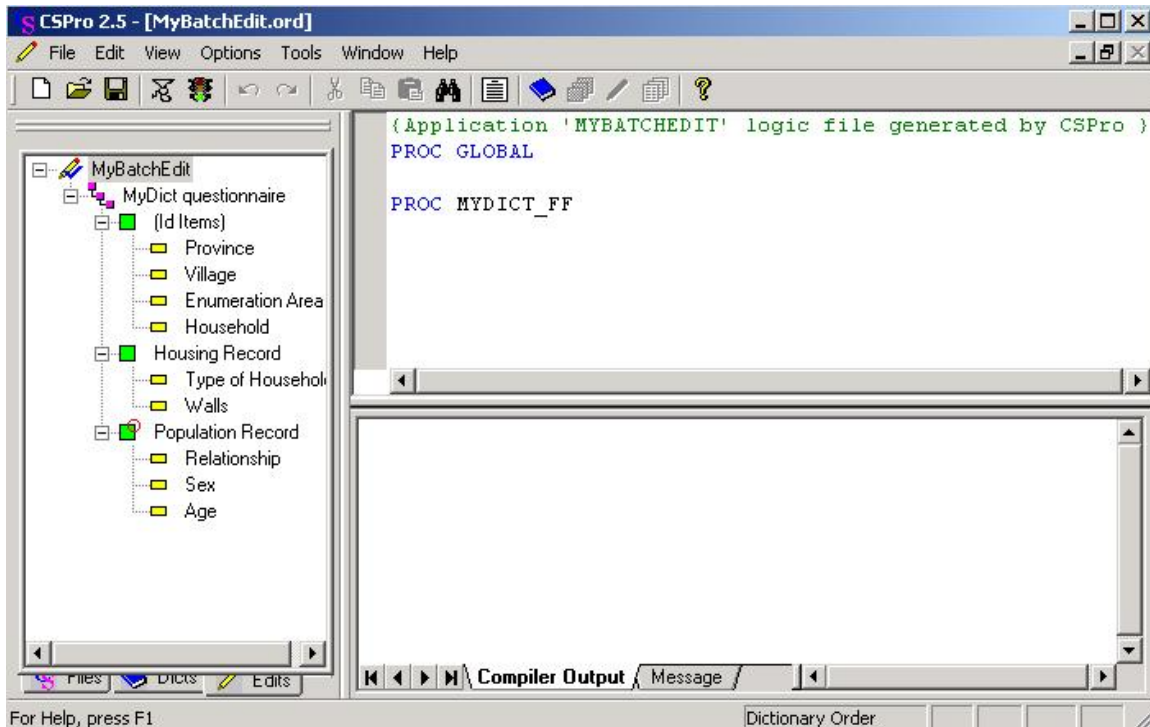 CSPro 2.5 - [MyBatchEdit.ord]
File Edit View Options Tools Window Help
MyBatchEdit
MyDict questionnaire
(Id Items)
Province
Village
Enumeration Area
Household
Housing Record
Type of Househol
Walls
Population Record
Relationship
Sex
Age
Files Dicts Edits
{Application 'MYBATCHEDIT' logic file generated by CSPro }
PROC GLOBAL
PROC MYDICT_FF
Compiler Output Message
For Help, press F1
Dictionary Order